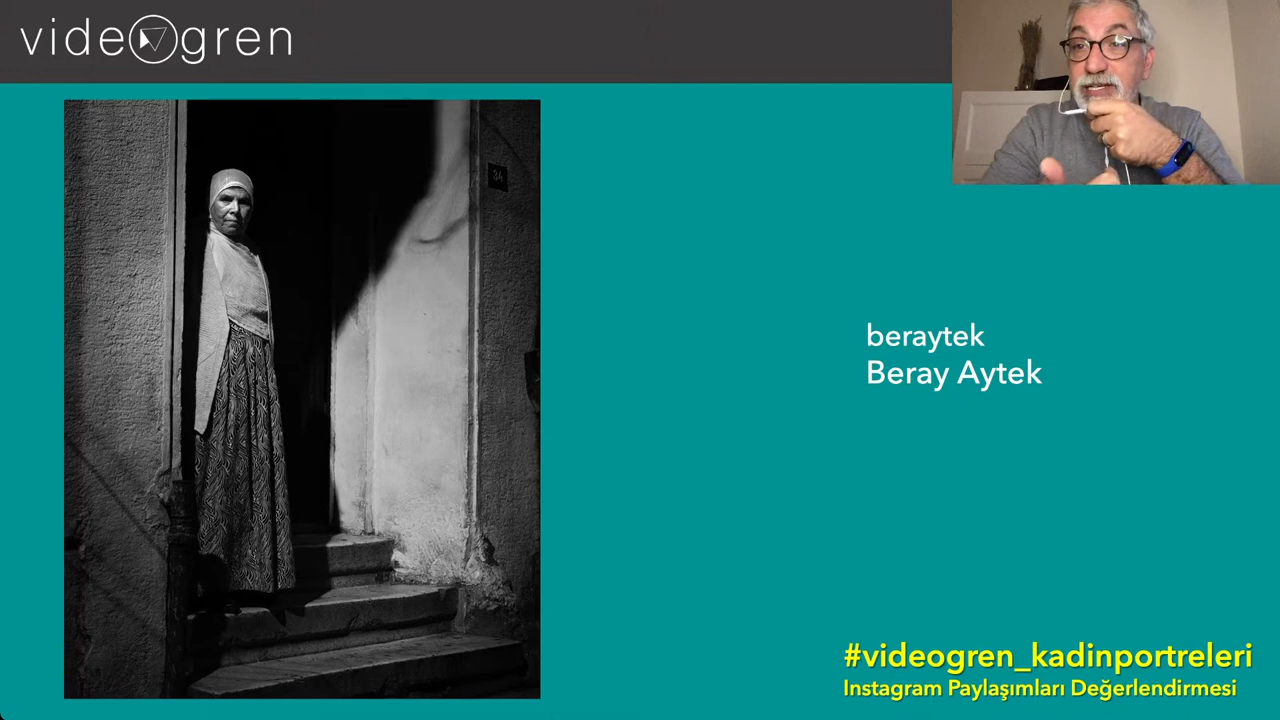 videogren
34
beraytek
Beray Aytek
#videogren_kadinportreleri
Instagram Paylaşımları Değerlendirmesi